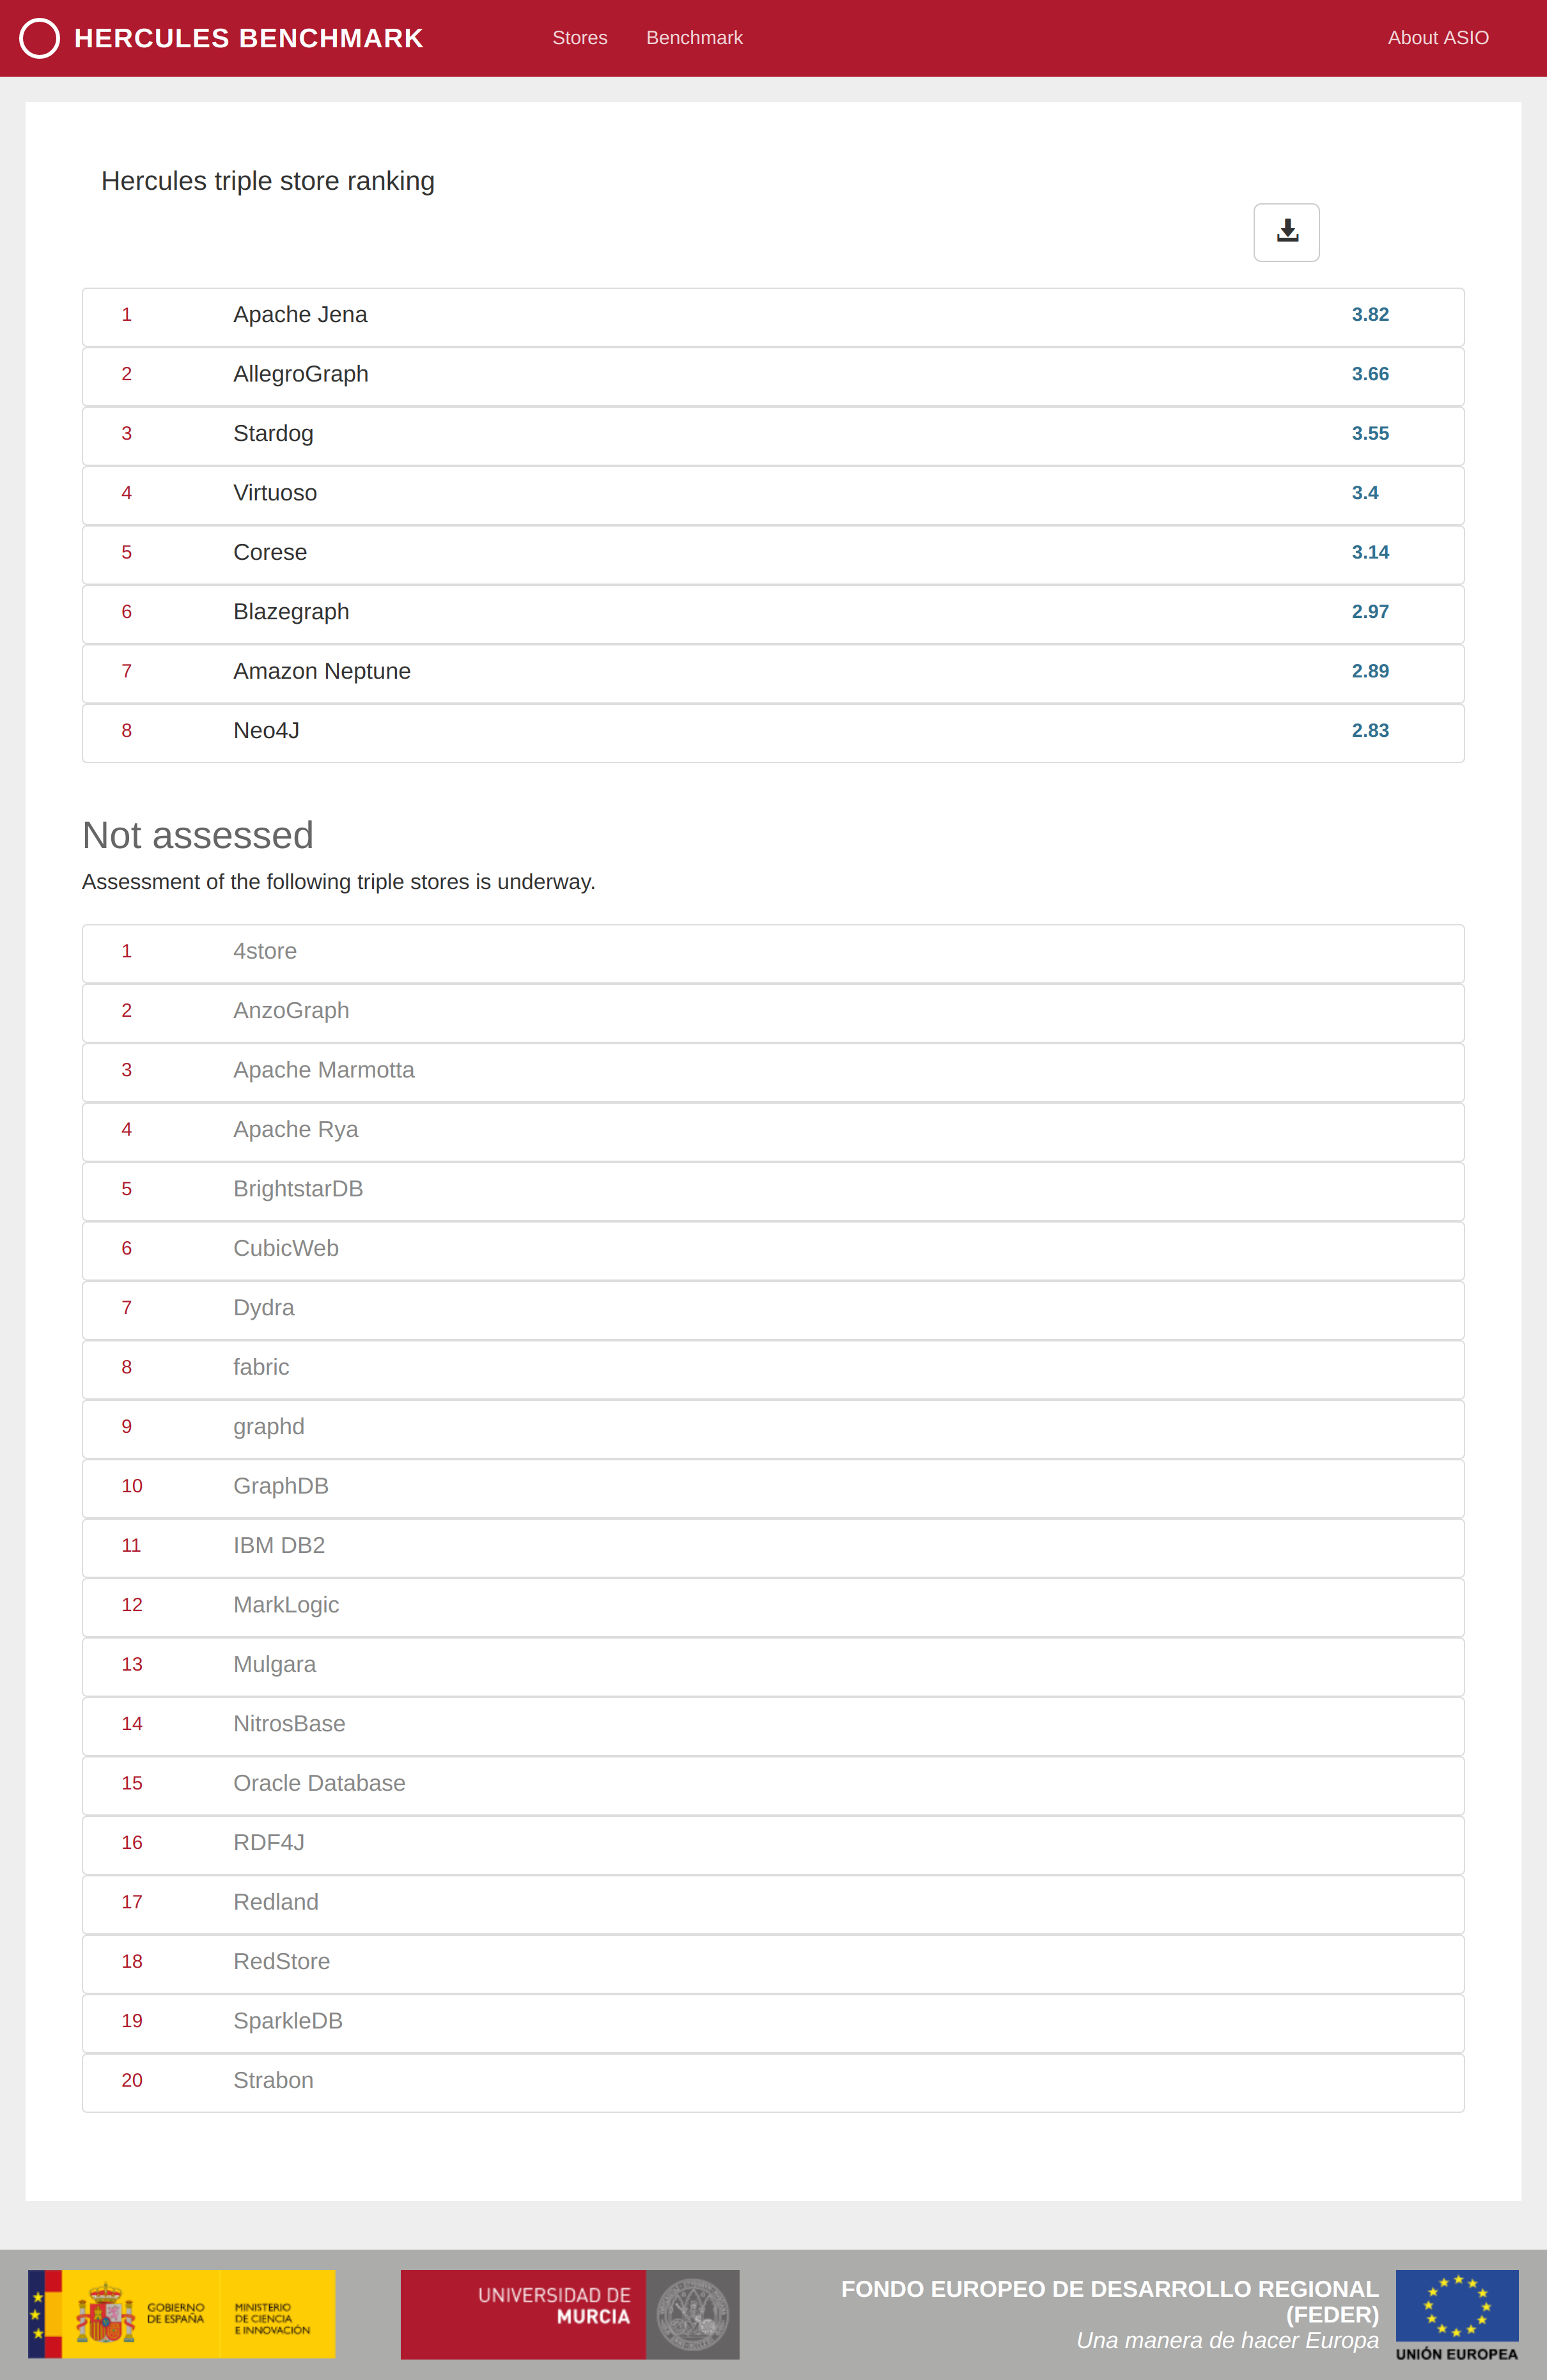 HERCULES BENCHMARK
Stores
Benchmark
About ASIO
Hercules triple store ranking
1 Apache Jena 3.82
2 AllegroGraph 3.66
3 Stardog 3.55
4 Virtuoso 3.4
5 Corese 3.14
6 Blazegraph 2.97
7 Amazon Neptune 2.89
8 Neo4J 2.83
Not assessed
Assessment of the following triple stores is underway.
1 4store
2 AnzoGraph
3 Apache Marmotta
4 Apache Rya
5 BrightstarDB
6 CubicWeb
7 Dydra
8 fabric
9 graphd
10 GraphDB
11 IBM DB2
12 MarkLogic
13 Mulgara
14 NitrosBase
15 Oracle Database
16 RDF4J
17 Redland
18 RedStore
19 SparkleDB
20 Strabon
GOBIERNO
DE ESPAÑA
MINISTERIO
DE CIENCIA
E INNOVACIÓN
UNIVERSIDAD DE
MURCIA
FONDO EUROPEO DE DESARROLLO REGIONAL
(FEDER)
Una manera de hacer Europa
UNIÓN EUROPEA